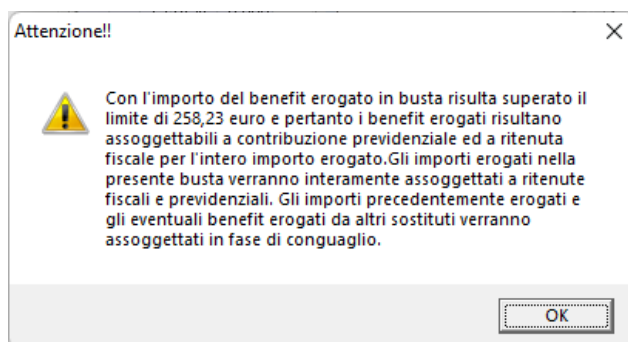 Attenzione!!
Con l'importo del benefit erogato in busta risulta superato il
limite di 258,23 euro e pertanto i benefit erogati risultano
assoggettabili a contribuzione previdenziale ed a ritenuta
fiscale per l'intero importo erogato.Gli importi erogati nella
presente busta verranno interamente assoggettati a ritenute
fiscali e previdenziali. Gli importi precedentemente erogati e
gli eventuali benefit erogati da altri sostituti verranno
assoggettati in fase di conguaglio.
OK